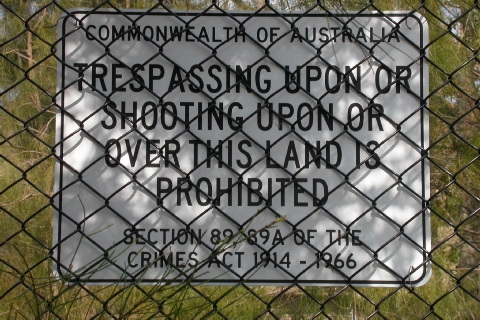 COMMONWEALTH OF AUSTRALIA
TRESPASSING UPON OR
SHOOTING UPON OR
OVER THIS LAND IS
PROHIBITED
SECTION 89/89A OF THE
CRIMES ACT 1914 - 1966